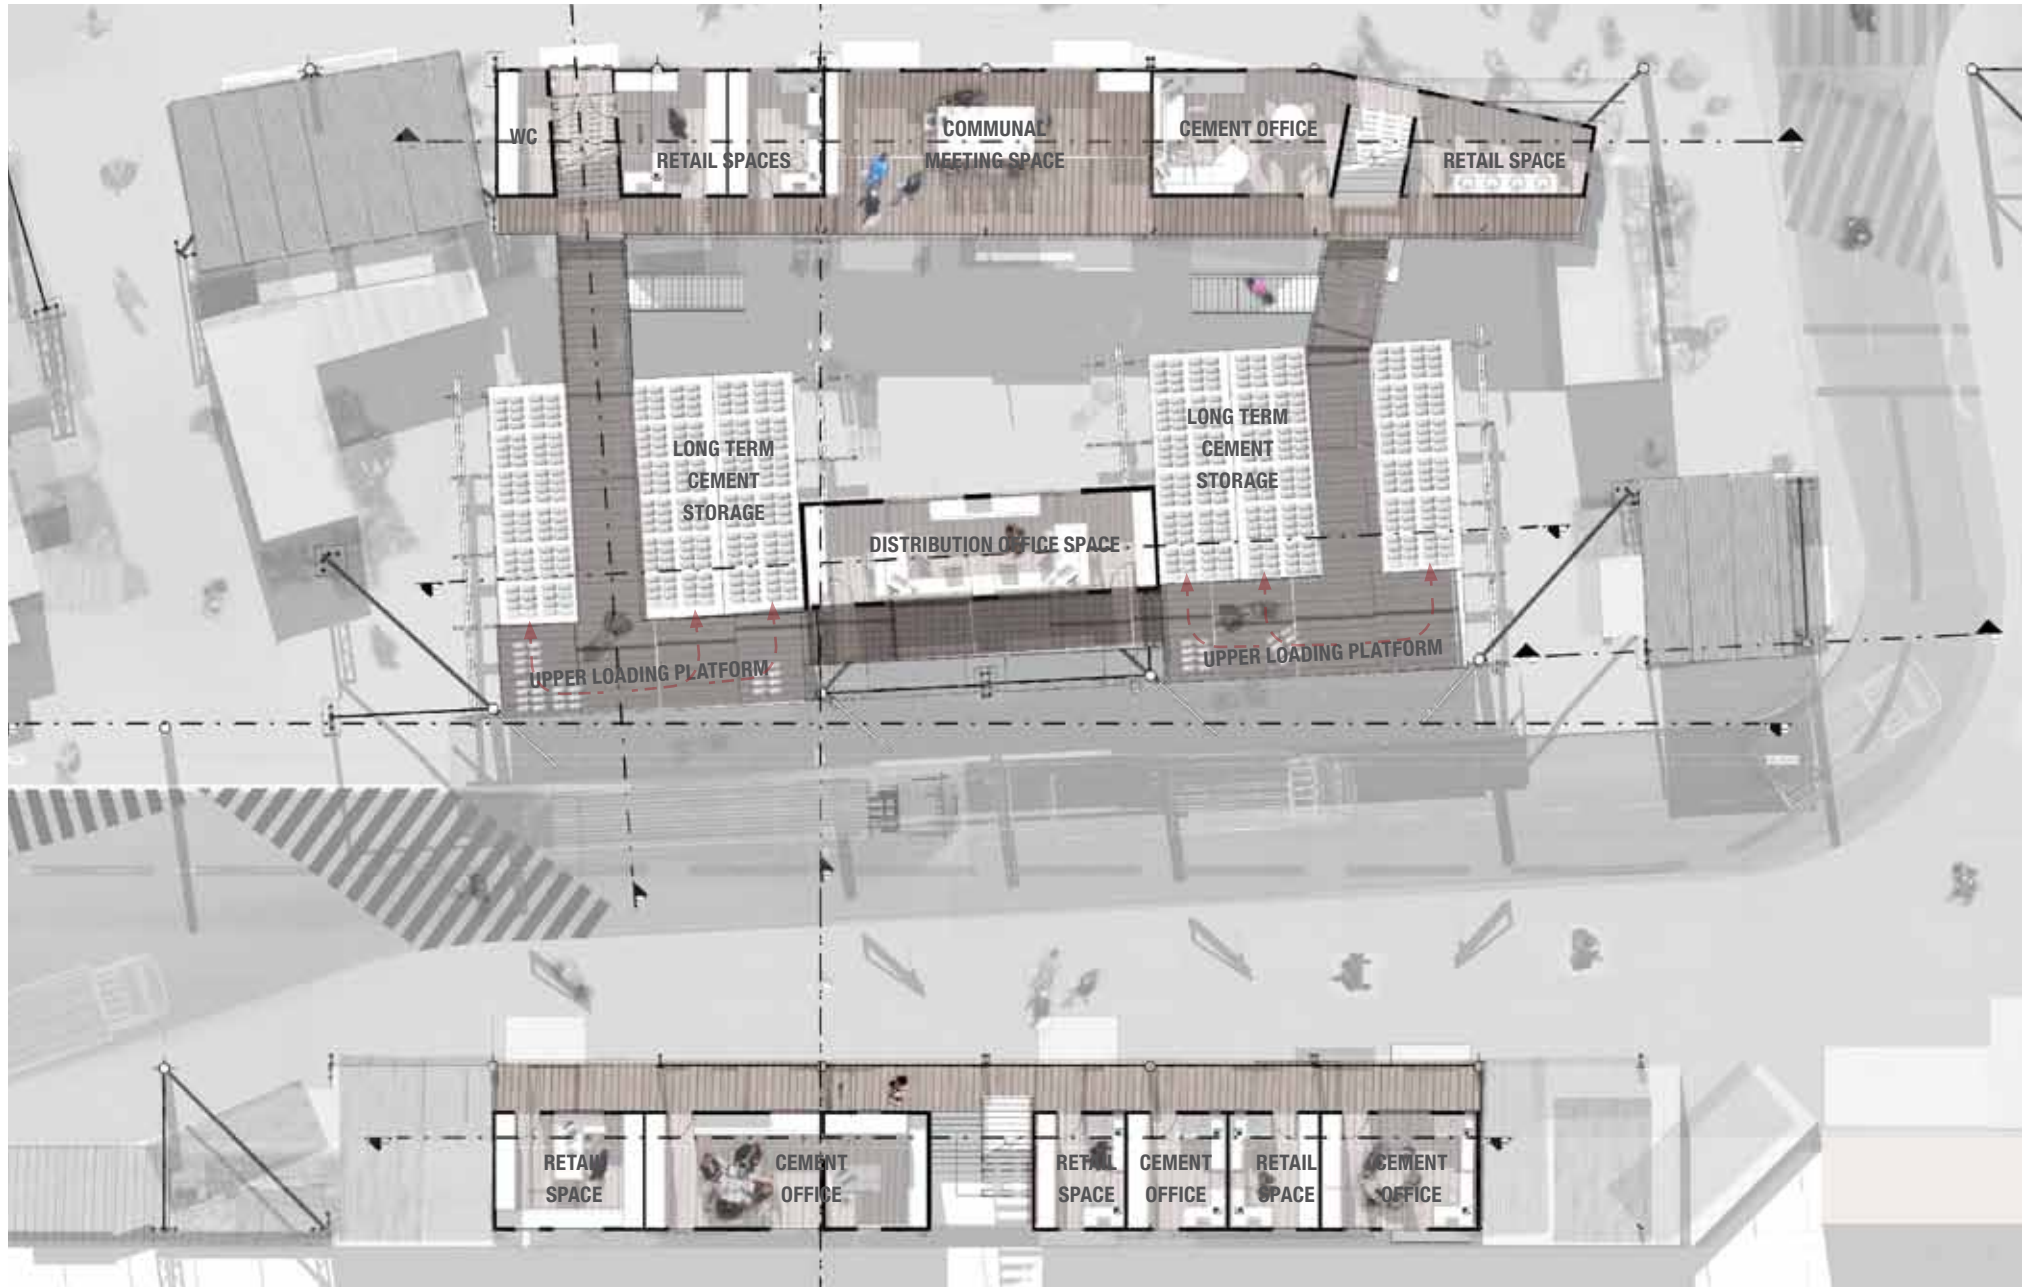 WC
RETAIL SPACES
COMMUNAL
MEETING SPACE
CEMENT OFFICE
RETAIL SPACE
LONG TERM
CEMENT
STORAGE
LONG TERM
CEMENT
STORAGE
DISTRIBUTION OFFICE SPACE
UPPER LOADING PLATFORM
UPPER LOADING PLATFORM
RETAIL
SPACE
CEMENT
OFFICE
RETAIL
SPACE
CEMENT
OFFICE
RETAIL
SPACE
CEMENT
OFFICE